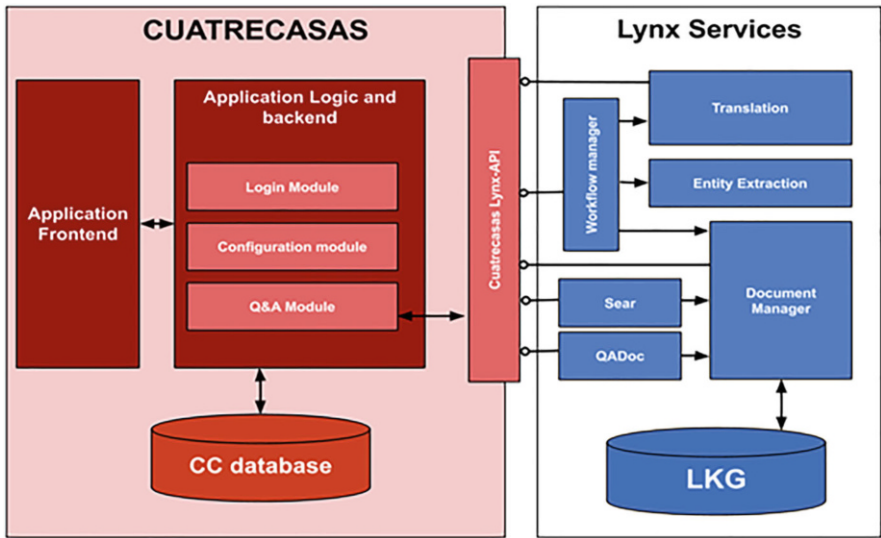 CUATRECASAS
Application
Frontend
Application Logic and
backend
Login Module
Configuration module
Q&A Module
CC database
Cuatrecasas Lynx-API
Lynx Services
Workflow manager
Translation
Entity Extraction
Sear
QADoc
Document
Manager
LKG